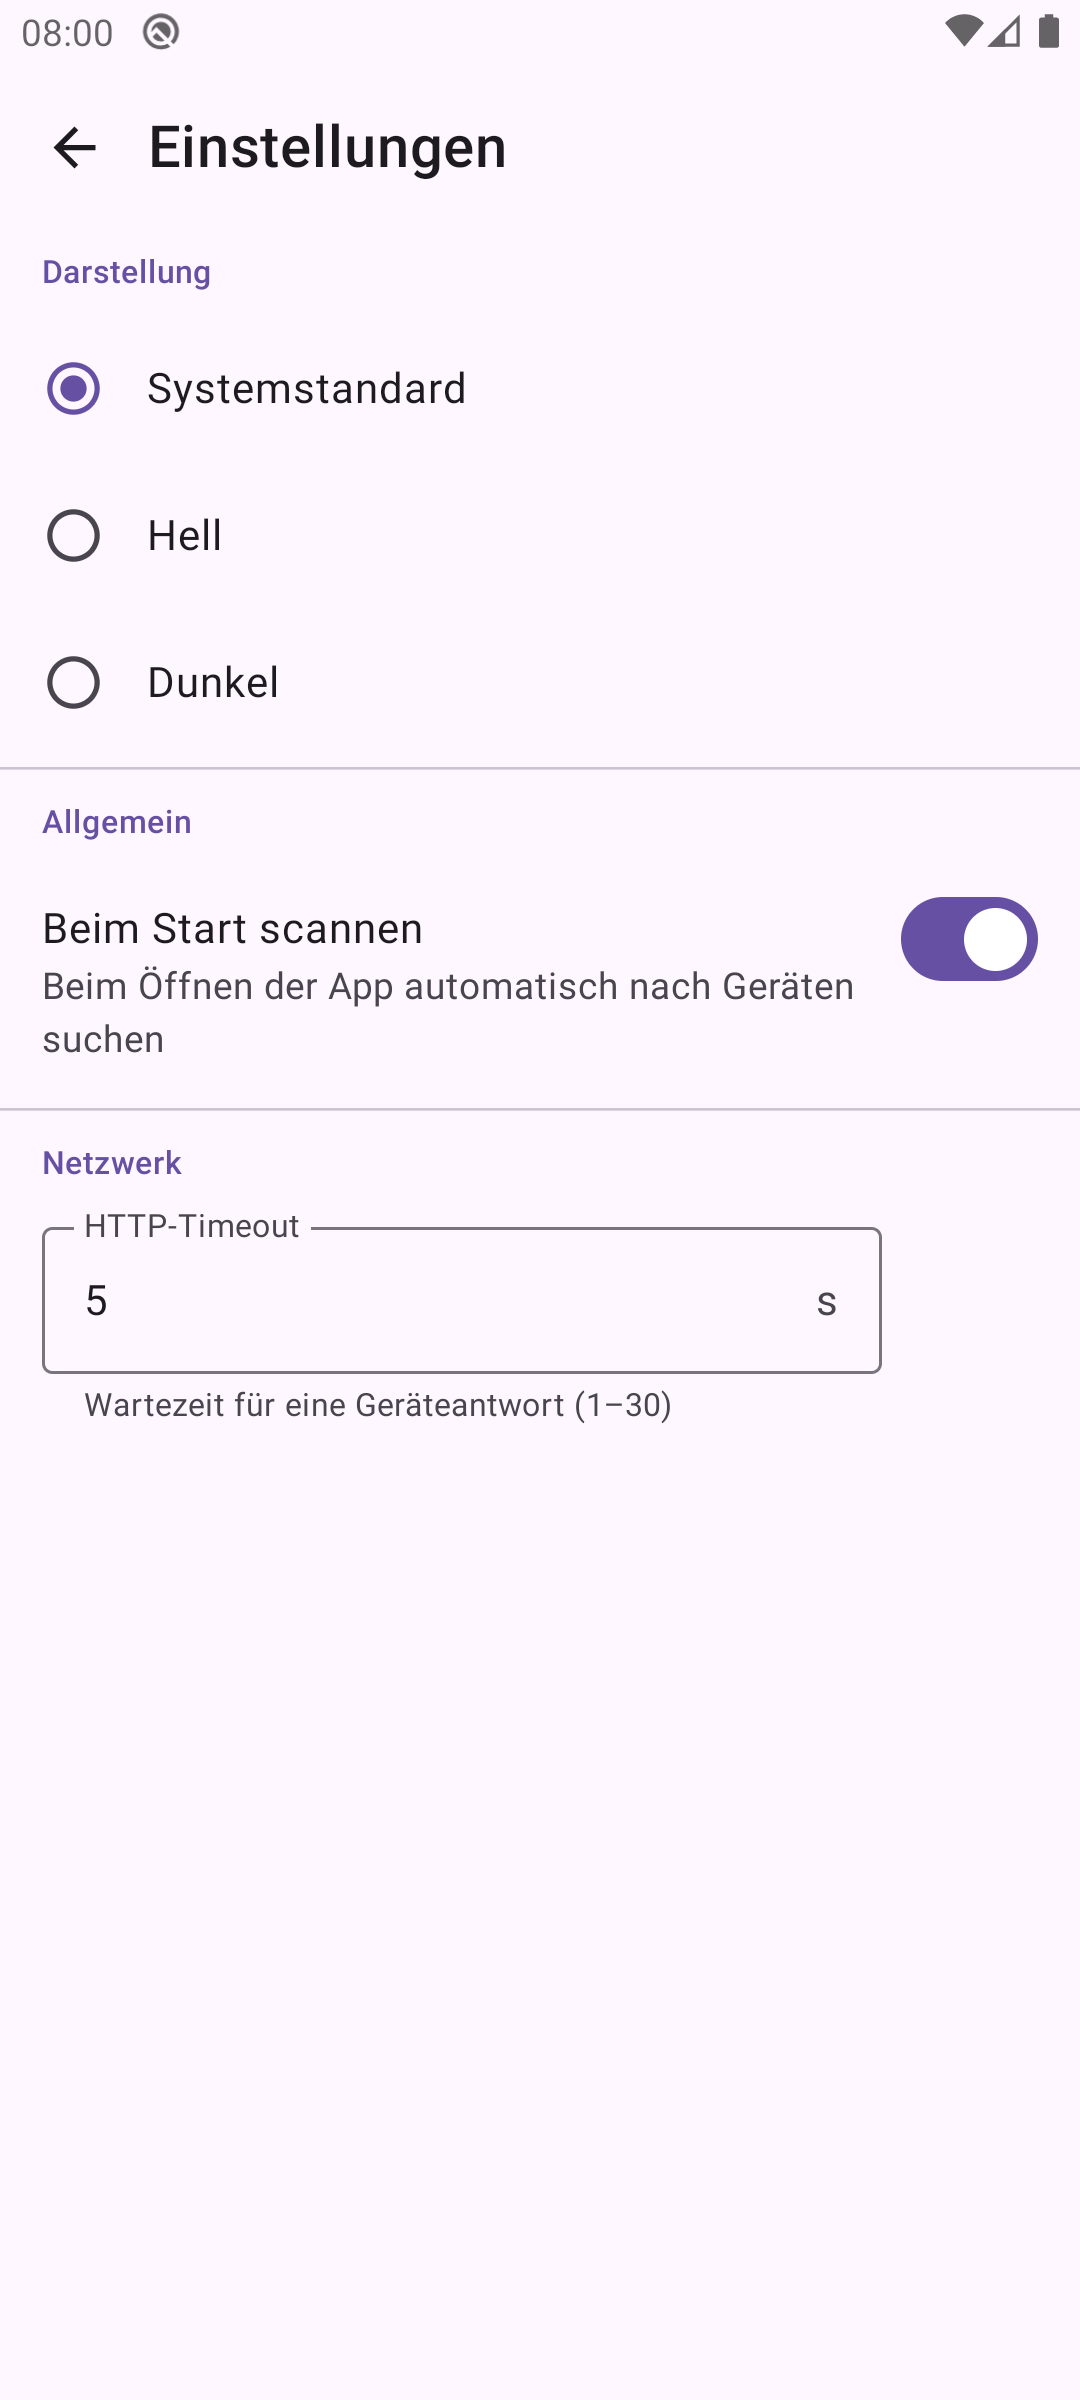 08:00
Einstellungen
Darstellung
Systemstandard
Hell
Dunkel
Allgemein
Beim Start scannen
Beim Öffnen der App automatisch nach Geräten
suchen
Netzwerk
HTTP-Timeout
5 s
Wartezeit für eine Geräteantwort (1–30)